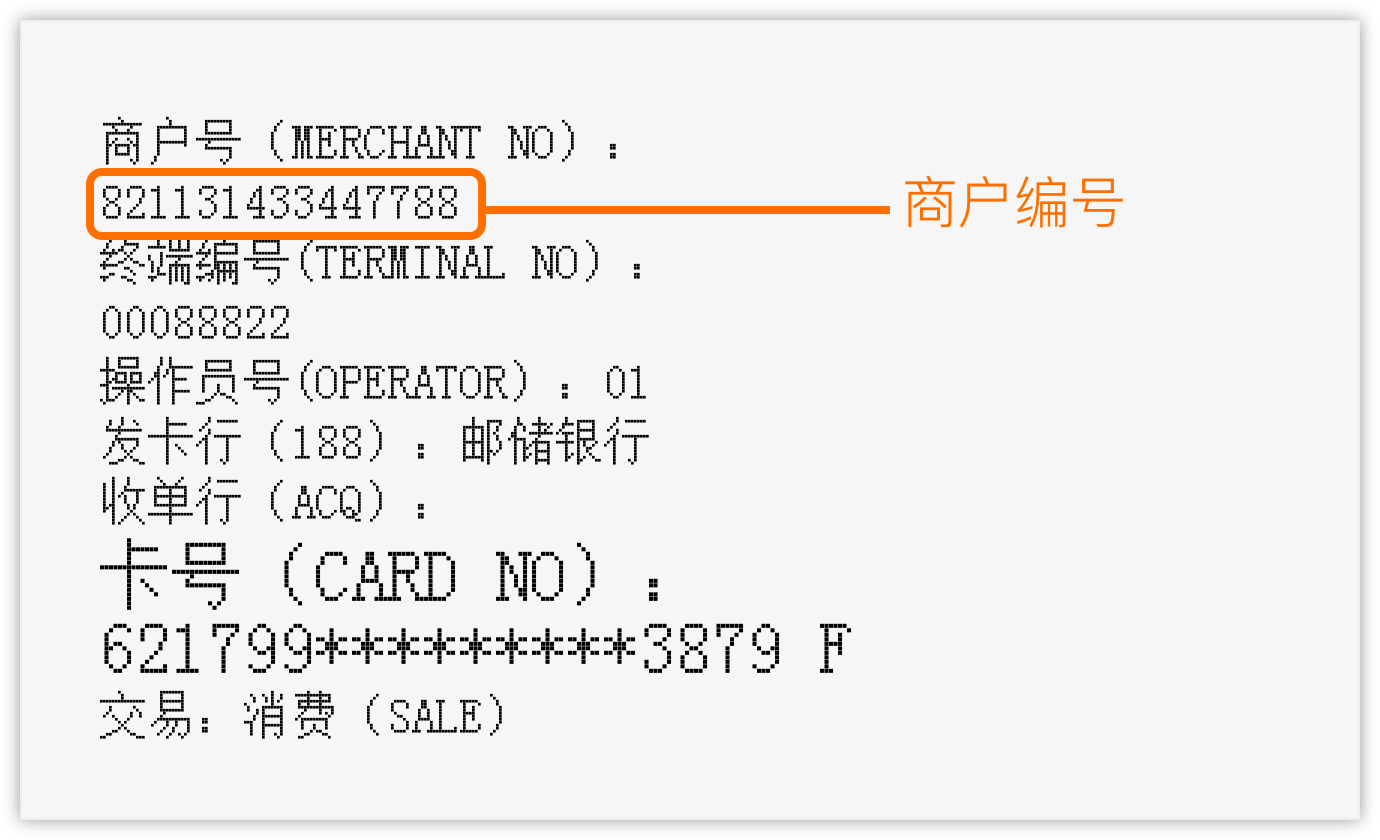 商户号（MERCHANT NO）：
821131433447788
商户编号
终端编号(TERMINAL NO）：
00088822
操作员号(OPERATOR）：01
发卡行（188）：邮储银行
收单行（ACQ）：
卡号（CARD NO）：
621799*********3879 F
交易：消费（SALE）